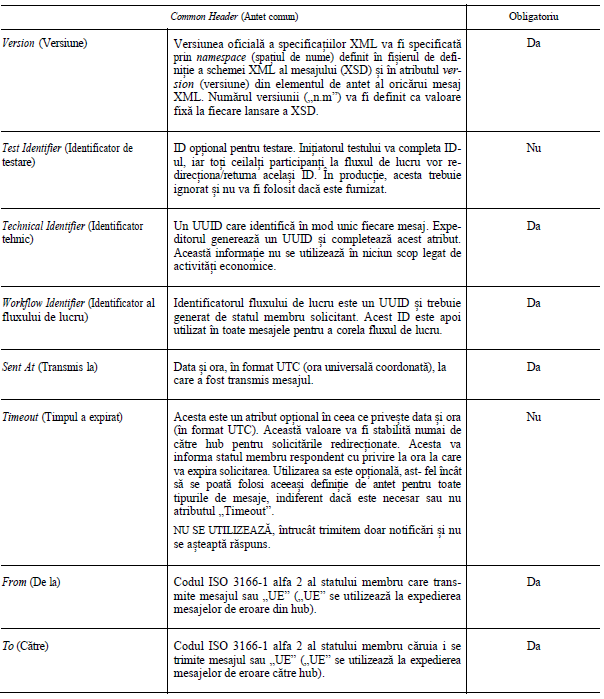 Common Header (Antet comun)
Obligatoriu
Version (Versiune)
Versiunea oficială a specificațiilor XML va fi specificată
prin namespace (spațiul de nume) definit în fișierul de defi-
niție a schemei XML al mesajului (XSD) și în atributul ver-
sion (versiune) din elementul de antet al oricărui mesaj
XML. Numărul versiunii („n.m”) va fi definit ca valoare
fixă la fiecare lansare a XSD.
Da
Test Identifier (Identificator de
testare)
ID opțional pentru testare. Inițiatorul testului va completa ID-
ul, iar toți ceilalți participanți la fluxul de lucru vor re-
direcționa/returna același ID. În producție, acesta trebuie
ignorat și nu va fi folosit dacă este furnizat.
Nu
Technical Identifier (Identificator
tehnic)
Un UUID care identifică în mod unic fiecare mesaj. Expe-
ditorul generează un UUID și completează acest atribut.
Această informație nu se utilizează în niciun scop legat de
activități economice.
Da
Workflow Identifier (Identificator al
fluxului de lucru)
Identificatorul fluxului de lucru este un UUID și trebuie
generat de statul membru solicitant. Acest ID este apoi
utilizat în toate mesajele pentru a corela fluxul de lucru.
Da
Sent At (Transmis la)
Data și ora, în format UTC (ora universală coordonată), la
care a fost transmis mesajul.
Da
Timeout (Timpul a expirat)
Acesta este un atribut opțional în ceea ce privește data și ora
(în format UTC). Această valoare va fi stabilită numai de
către hub pentru solicitările redirecționate. Acesta va
informa statul membru respondent cu privire la ora la care
va expira solicitarea. Utilizarea sa este opțională, ast- fel încât
să se poată folosi aceeași definiție de antet pentru toate
tipurile de mesaje, indiferent dacă este necesar sau nu
atributul „Timeout”.
NU SE UTILIZEAZĂ, întrucât trimitem doar notificări și nu
se așteaptă răspuns.
Nu
From (De la)
Codul ISO 3166-1 alfa 2 al statului membru care trans-
mite mesajul sau „UE” („UE” se utilizează la expedierea
mesajelor de eroare din hub).
Da
To (Către)
Codul ISO 3166-1 alfa 2 al statului membru căruia i se
trimite mesajul sau „UE” („UE” se utilizează la expedierea
mesajelor de eroare către hub).
Da